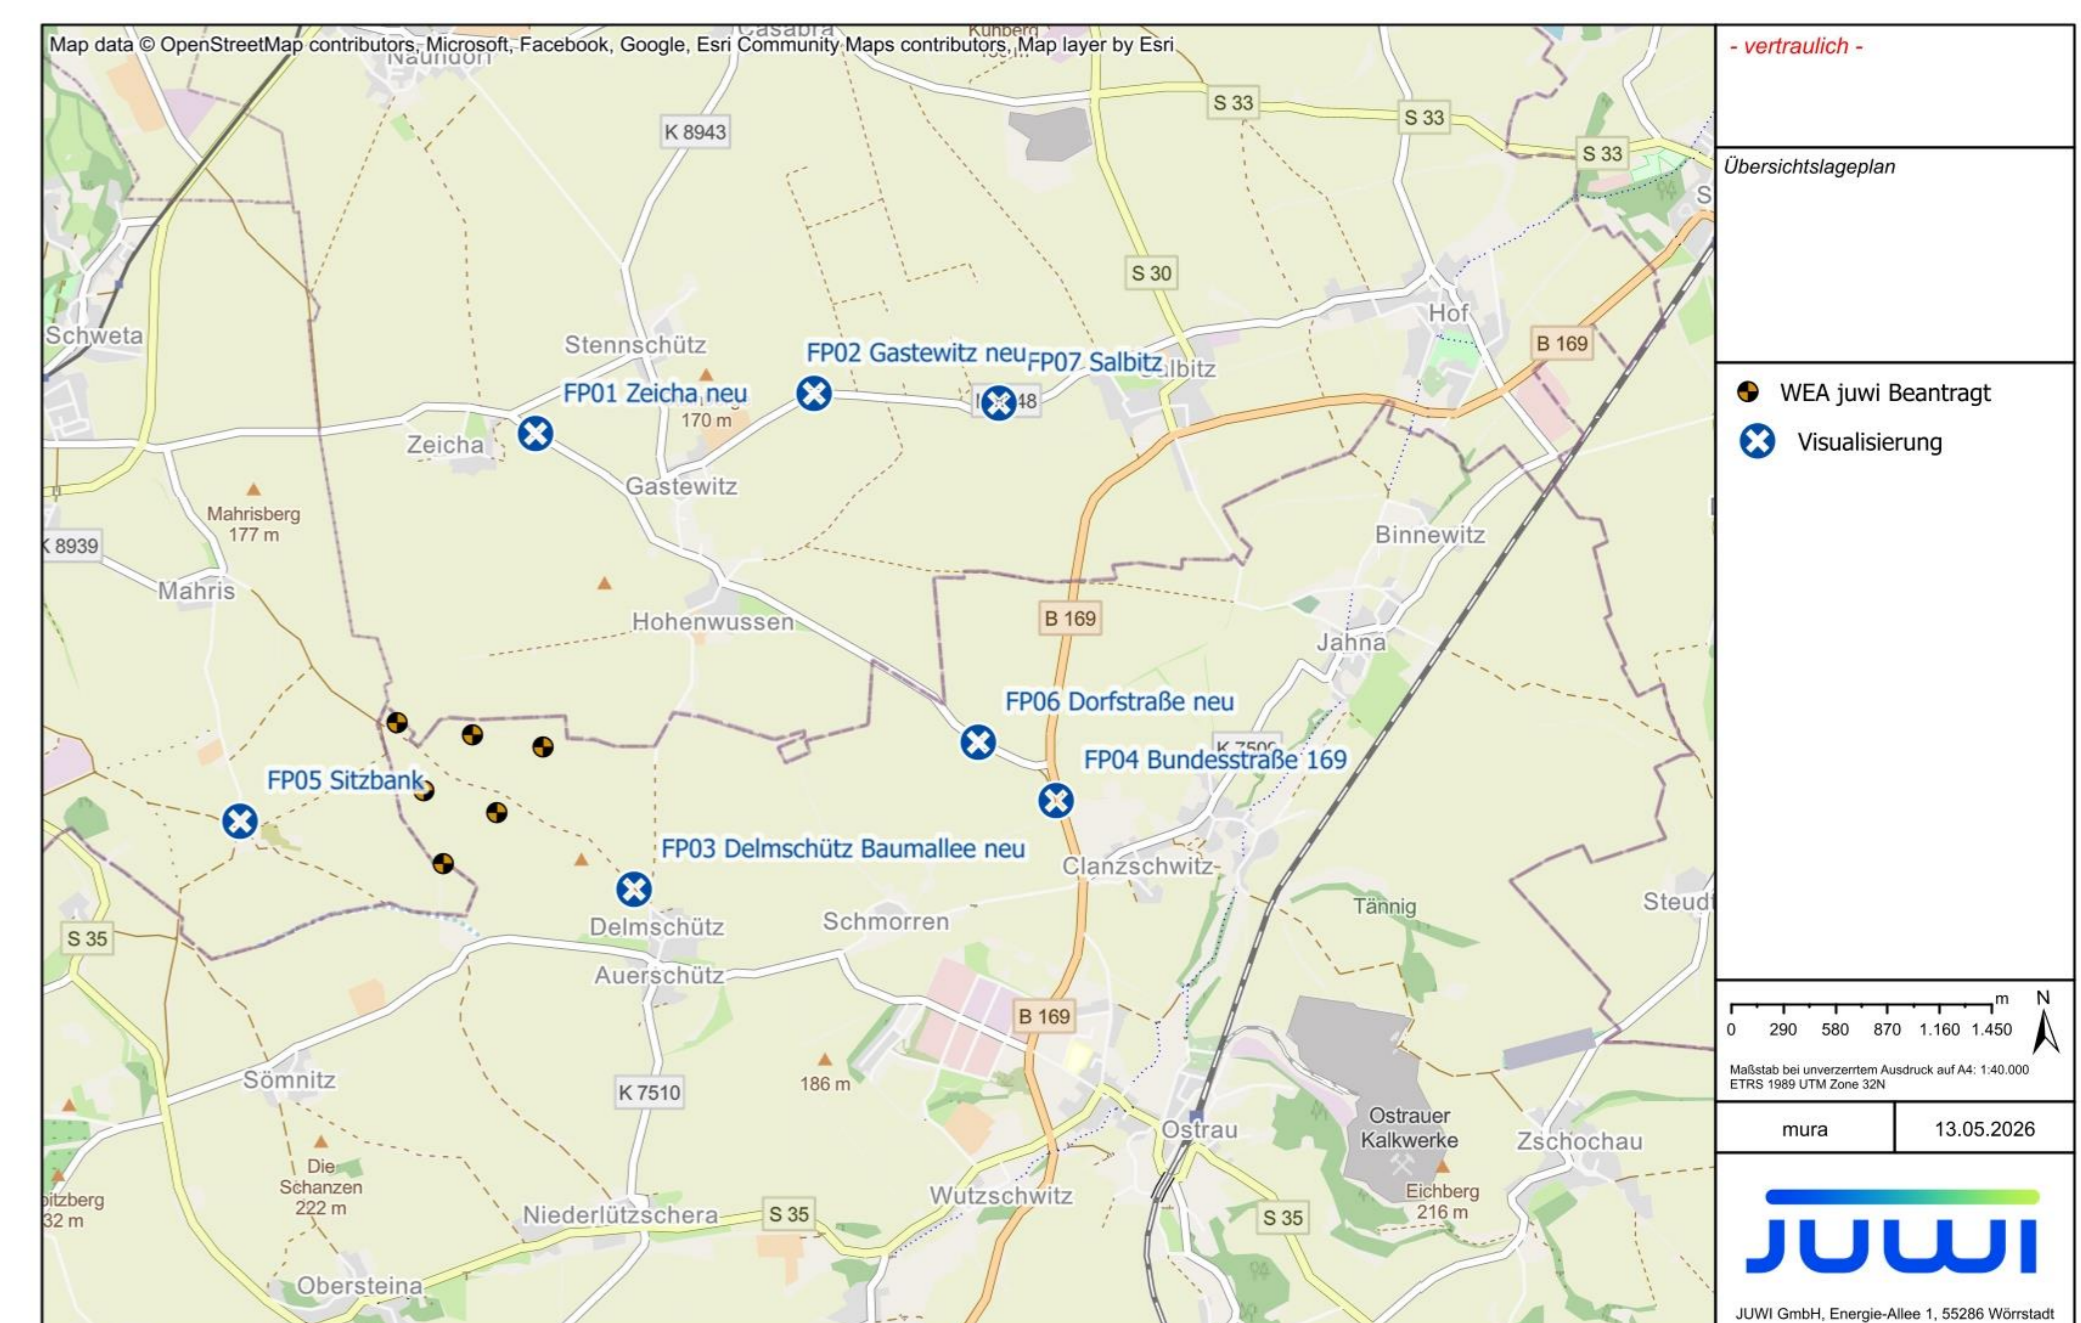 Map data © OpenStreetMap contributors, Microsoft, Facebook, Google, Esri Community Maps contributors, Map layer by Esri
Casabra
Naundorf
K 8943
S 33
S 33
S 33
S 30
Schweta
Stennschütz
Hof
B 169
FP02 Gastewitz neu
FP07 Salbitz
FP01 Zeicha neu
170 m
Zeicha
Gastewitz
Mahrisberg
177 m
K 8939
Binnewitz
Mahris
Hohenwussen
B 169
Jahna
FP06 Dorfstraße neu
K 7509
FP04 Bundesstraße 169
FP05 Sitzbank
FP03 Delmschütz Baumallee neu
Clanzschwitz
Tännig
Delmschütz
Schmorren
S 35
Auerschütz
B 169
Sömnitz
186 m
K 7510
Ostrau
Ostrauer
Kalkwerke
Zschochau
Die
Schanzen
222 m
Eichberg
216 m
itzberg
32 m
Wutzschwitz
Niederlützschera
S 35
S 35
Obersteina
- vertraulich -
Übersichtslageplan
WEA juwi Beantragt
Visualisierung
m
N
0 290 580 870 1.160 1.450
Maßstab bei unverzerrtem Ausdruck auf A4: 1:40.000
ETRS 1989 UTM Zone 32N
mura
13.05.2026
JUWI
JUWI GmbH, Energie-Allee 1, 55286 Wörrstadt